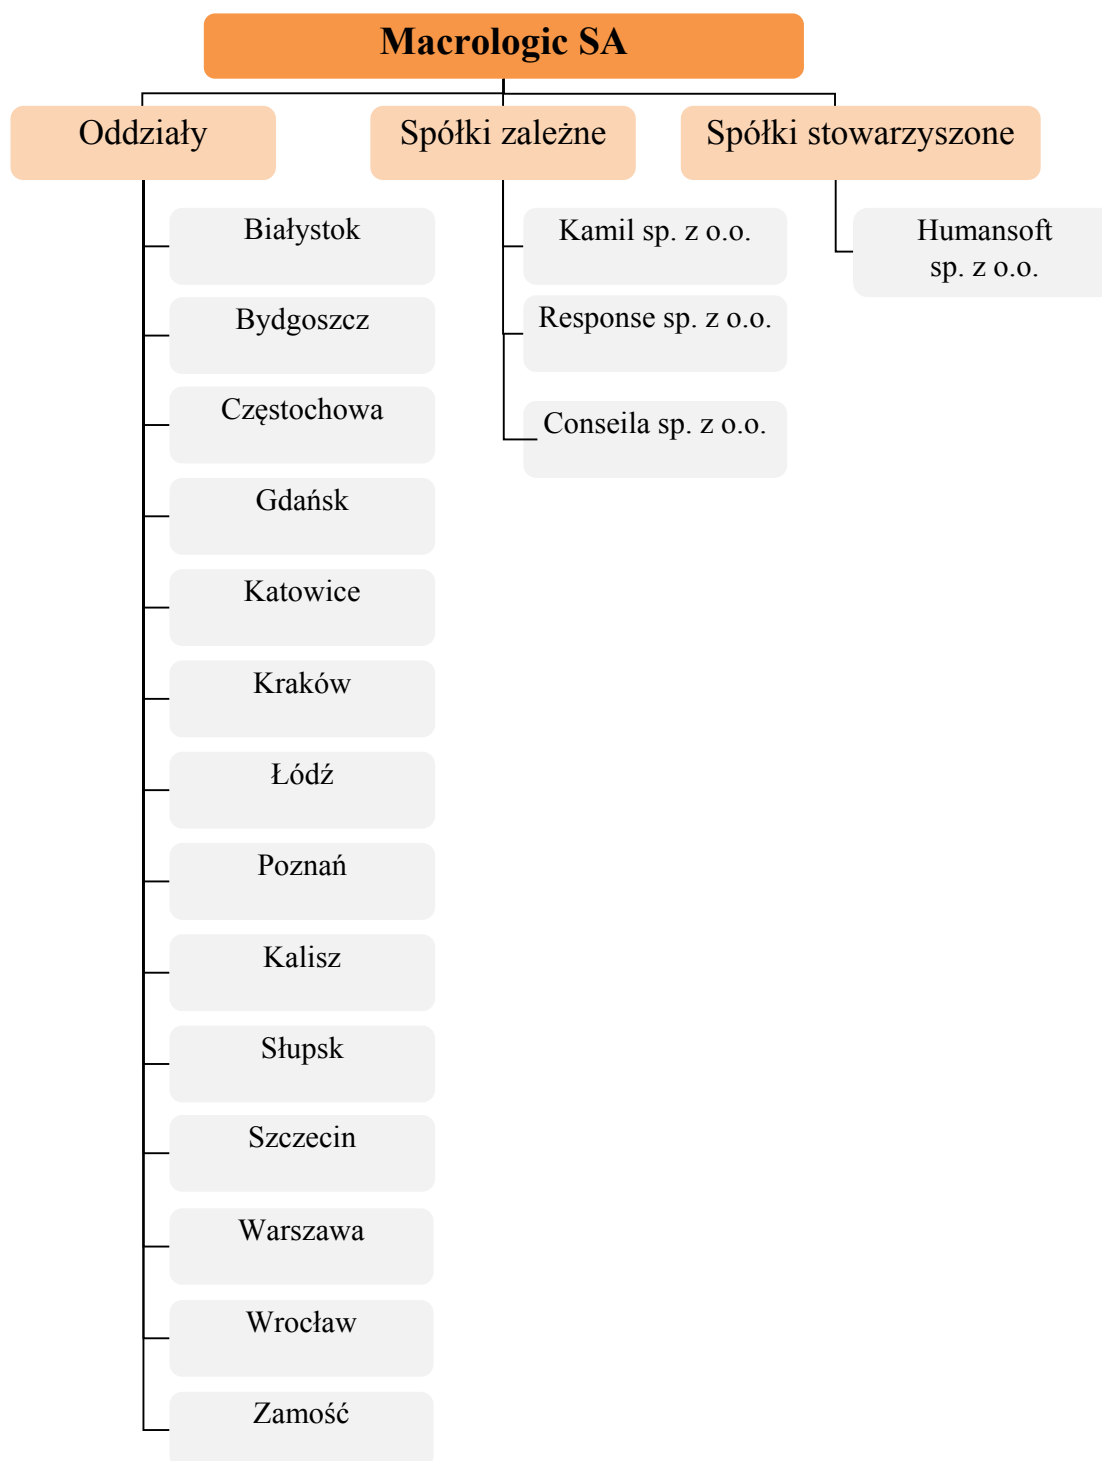 Macrologic SA
Oddziały
Spółki zależne
Spółki stowarzyszone
Białystok
Bydgoszcz
Częstochowa
Gdańsk
Katowice
Kraków
Łódź
Poznań
Kalisz
Słupsk
Szczecin
Warszawa
Wrocław
Zamość
Kamil sp. z o.o.
Response sp. z o.o.
Conseila sp. z o.o.
Humansoft
sp. z o.o.